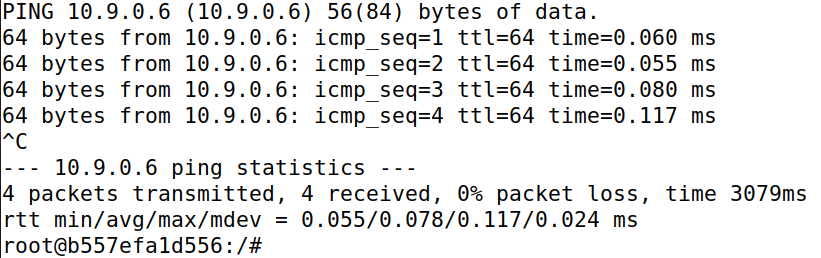 PING 10.9.0.6 (10.9.0.6) 56(84) bytes of data.
64 bytes from 10.9.0.6: icmp_seq=1 ttl=64 time=0.060 ms
64 bytes from 10.9.0.6: icmp_seq=2 ttl=64 time=0.055 ms
64 bytes from 10.9.0.6: icmp_seq=3 ttl=64 time=0.080 ms
64 bytes from 10.9.0.6: icmp_seq=4 ttl=64 time=0.117 ms
^C
--- 10.9.0.6 ping statistics ---
4 packets transmitted, 4 received, 0% packet loss, time 3079ms
rtt min/avg/max/mdev = 0.055/0.078/0.117/0.024 ms
root@b557efa1d556:/#